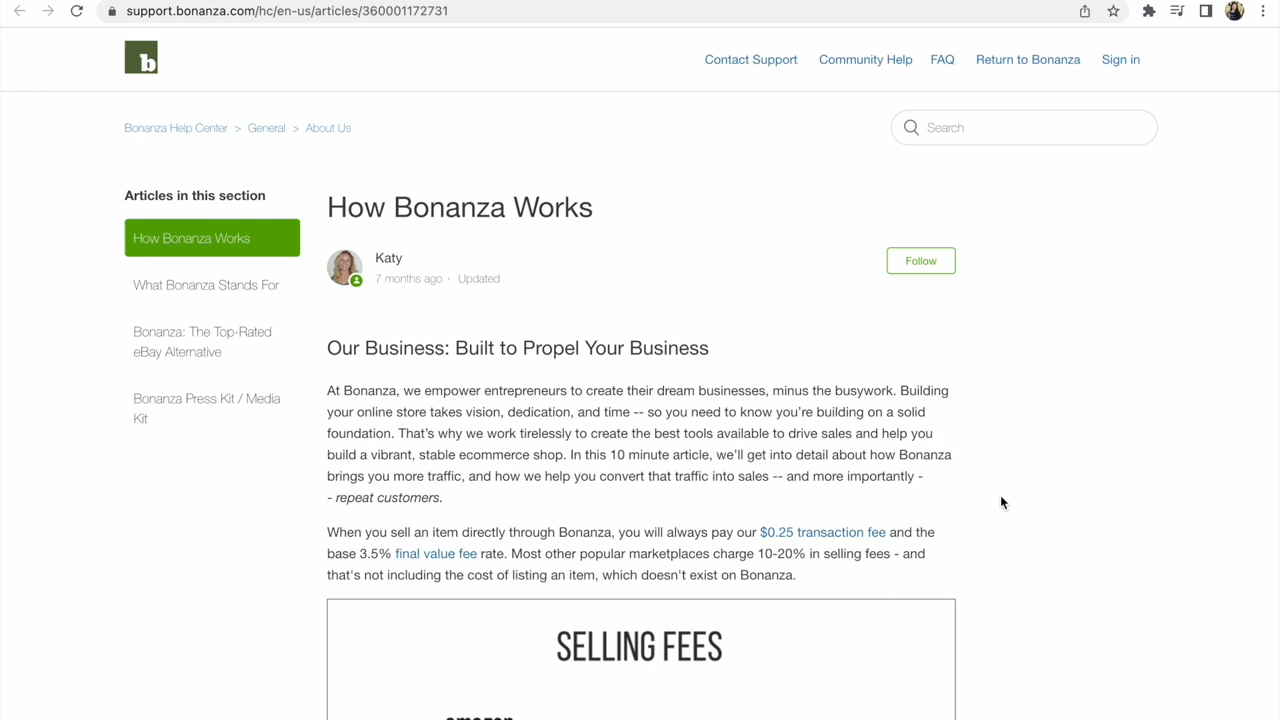 support.bonanza.com/hc/en-us/articles/360001172731
b
Contact Support Community Help FAQ Return to Bonanza Sign in
Bonanza Help Center > General > About Us
Search
Articles in this section
How Bonanza Works
What Bonanza Stands For
Bonanza: The Top-Rated
eBay Alternative
Bonanza Press Kit / Media
Kit
How Bonanza Works
Katy
7 months ago · Updated
Follow
Our Business: Built to Propel Your Business
At Bonanza, we empower entrepreneurs to create their dream businesses, minus the busywork. Building
your online store takes vision, dedication, and time -- so you need to know you’re building on a solid
foundation. That’s why we work tirelessly to create the best tools available to drive sales and help you
build a vibrant, stable ecommerce shop. In this 10 minute article, we’ll get into detail about how Bonanza
brings you more traffic, and how we help you convert that traffic into sales -- and more importantly -
- repeat customers.
When you sell an item directly through Bonanza, you will always pay our $0.25 transaction fee and the
base 3.5% final value fee rate. Most other popular marketplaces charge 10-20% in selling fees - and
that's not including the cost of listing an item, which doesn't exist on Bonanza.
SELLING FEES